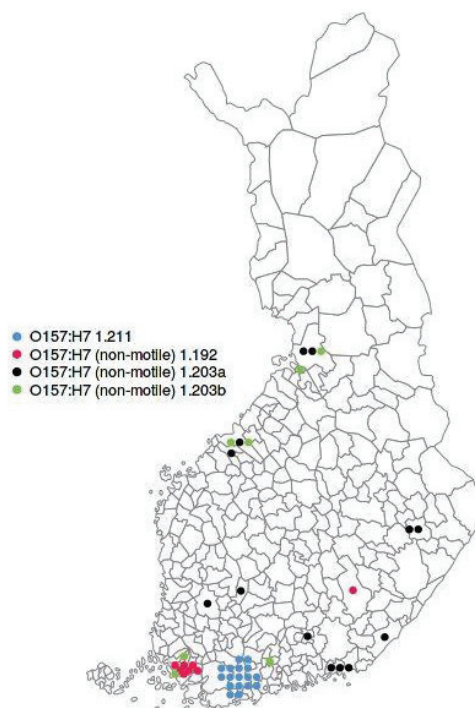 O157:H7 1.211
O157:H7 (non-motile) 1.192
O157:H7 (non-motile) 1.203a
O157:H7 (non-motile) 1.203b